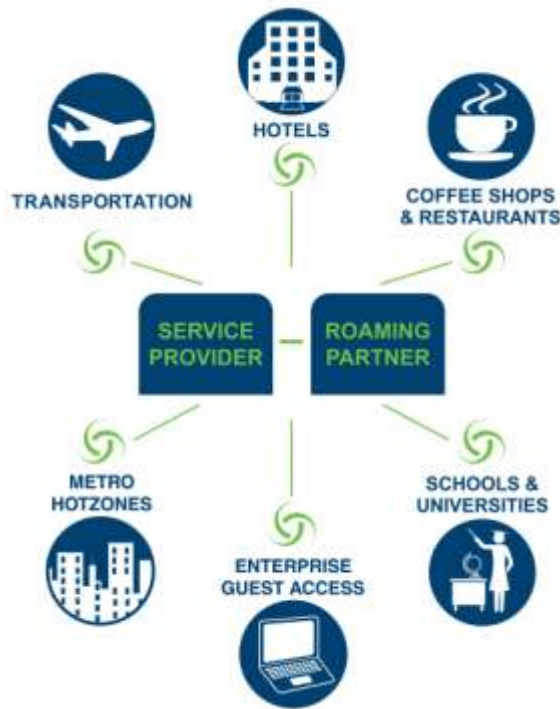 HOTELS
TRANSPORTATION
COFFEE SHOPS
& RESTAURANTS
SERVICE
PROVIDER
ROAMING
PARTNER
METRO
HOTZONES
SCHOOLS &
UNIVERSITIES
ENTERPRISE
GUEST ACCESS